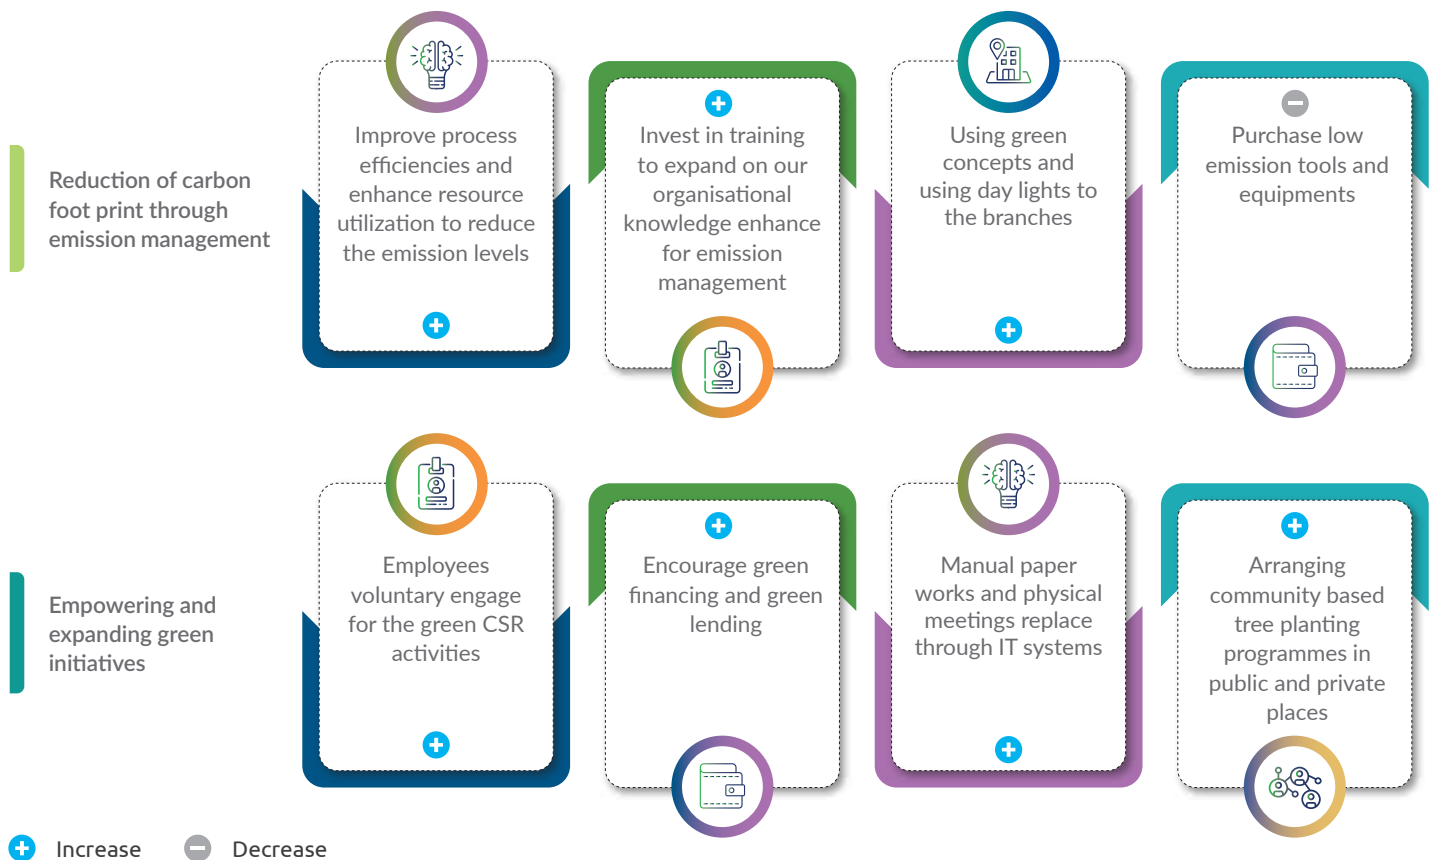 Reduction of carbon
foot print through
emission management
Improve process
efficiencies and
enhance resource
utilization to reduce
the emission levels
Invest in training
to expand on our
organisational
knowledge enhance
for emission
management
Using green
concepts and
using day lights to
the branches
Purchase low
emission tools and
equipments
Empowering and
expanding green
initiatives
Employees
voluntary engage
for the green CSR
activities
Encourage green
financing and green
lending
Manual paper
works and physical
meetings replace
through IT systems
Arranging
community based
tree planting
programmes in
public and private
places
Increase
Decrease